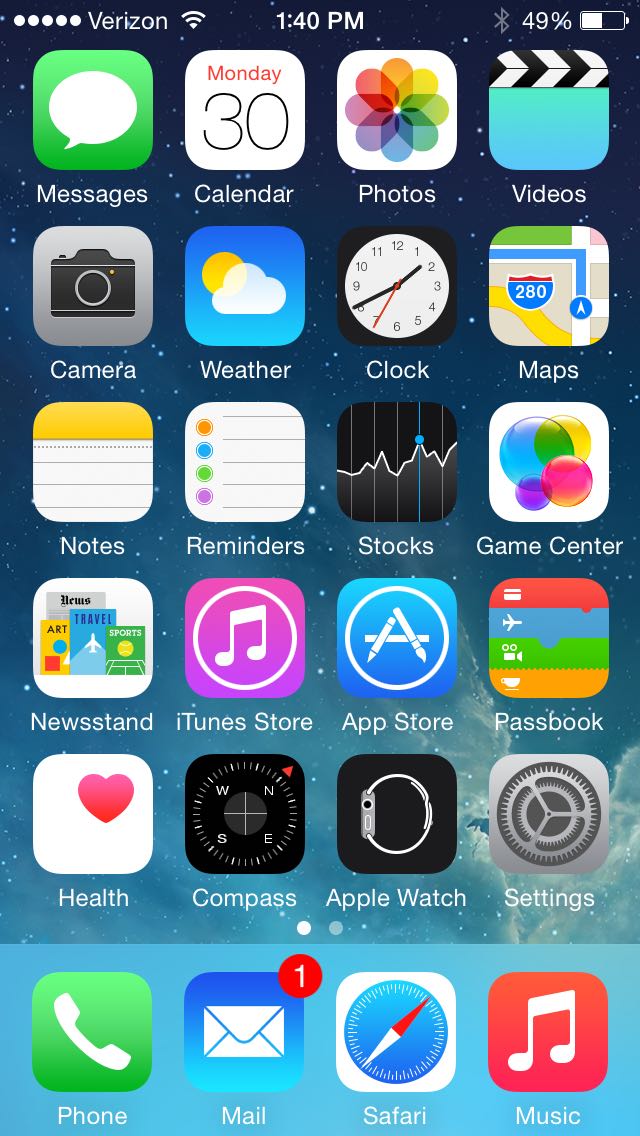 Verizon 1:40 PM 49%
Monday
30
Messages Calendar Photos Videos
12
11 1
10 2
9 3
8 4
7 5
6
280
Camera Weather Clock Maps
Notes Reminders Stocks Game Center
News
TRAVEL
ART
SPORTS
Newsstand iTunes Store App Store Passbook
W N
S E
Health Compass Apple Watch Settings
1
Phone Mail Safari Music